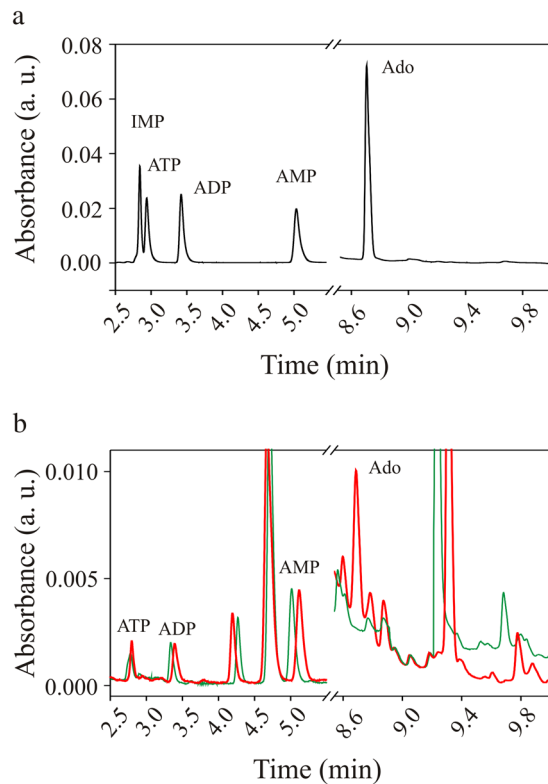 a
Absorbance (a. u.)
0.08
0.06
0.04
0.02
0.00
IMP
ATP
ADP
AMP
Ado
2.5 3.0 3.5 4.0 4.5 5.0 8.6 9.0 9.4 9.8
Time (min)
b
Absorbance (a. u.)
0.010
0.005
0.000
ATP
ADP
AMP
Ado
2.5 3.0 3.5 4.0 4.5 5.0 8.6 9.0 9.4 9.8
Time (min)